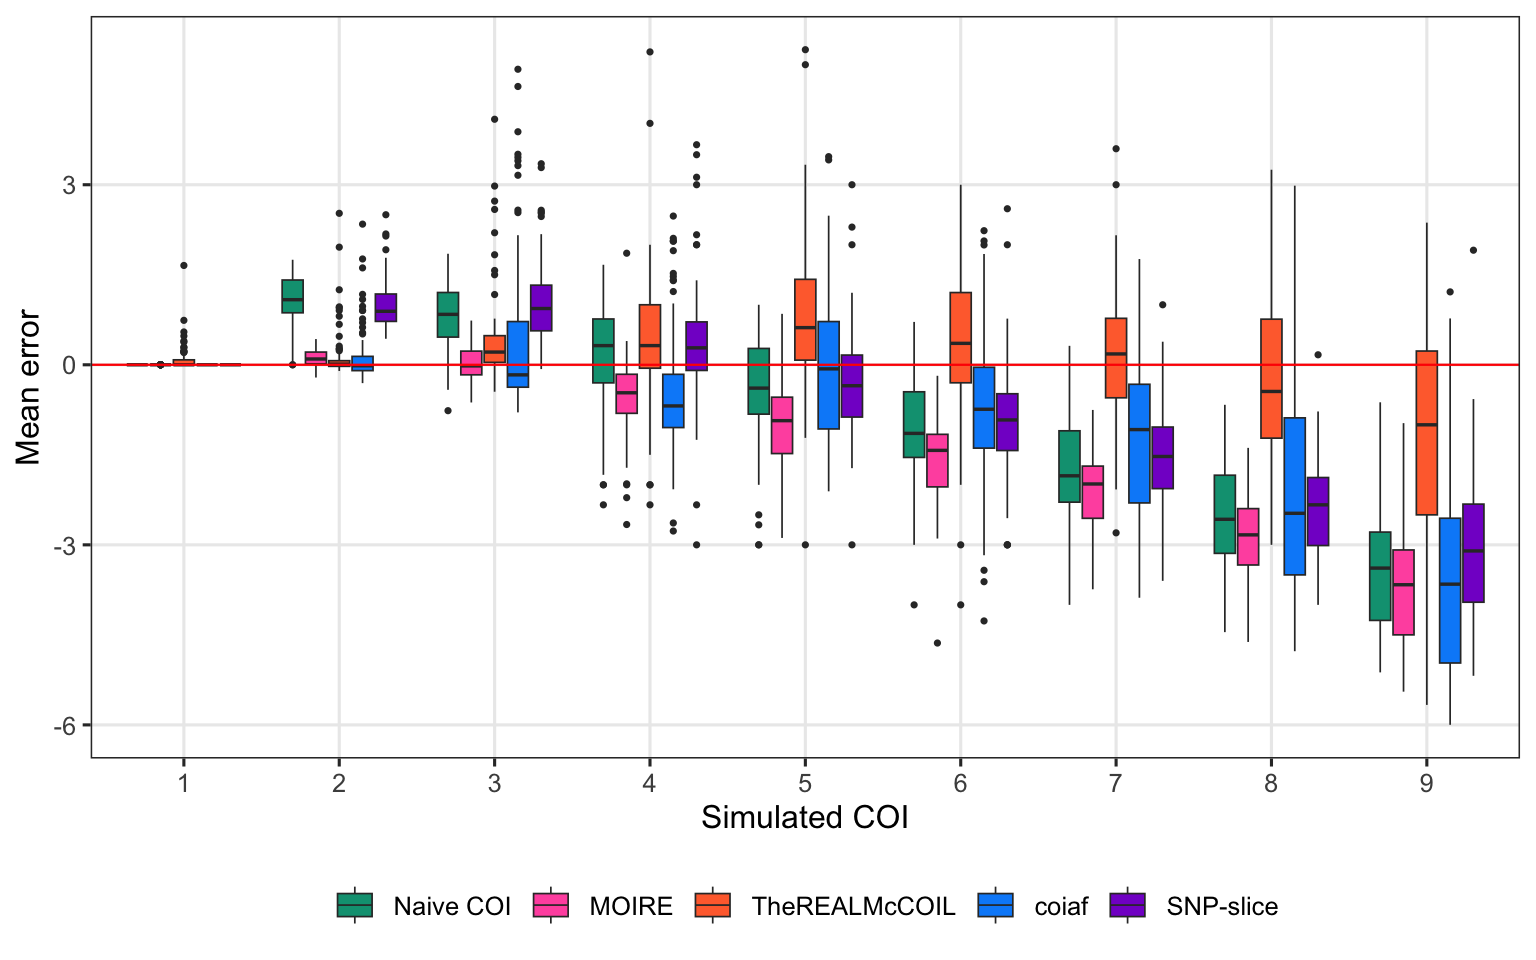 Mean error
3
0
-3
-6
1 2 3 4 5 6 7 8 9
Simulated COI
Naive COI MOIRE TheREALMcCOIL coiaf SNP-slice